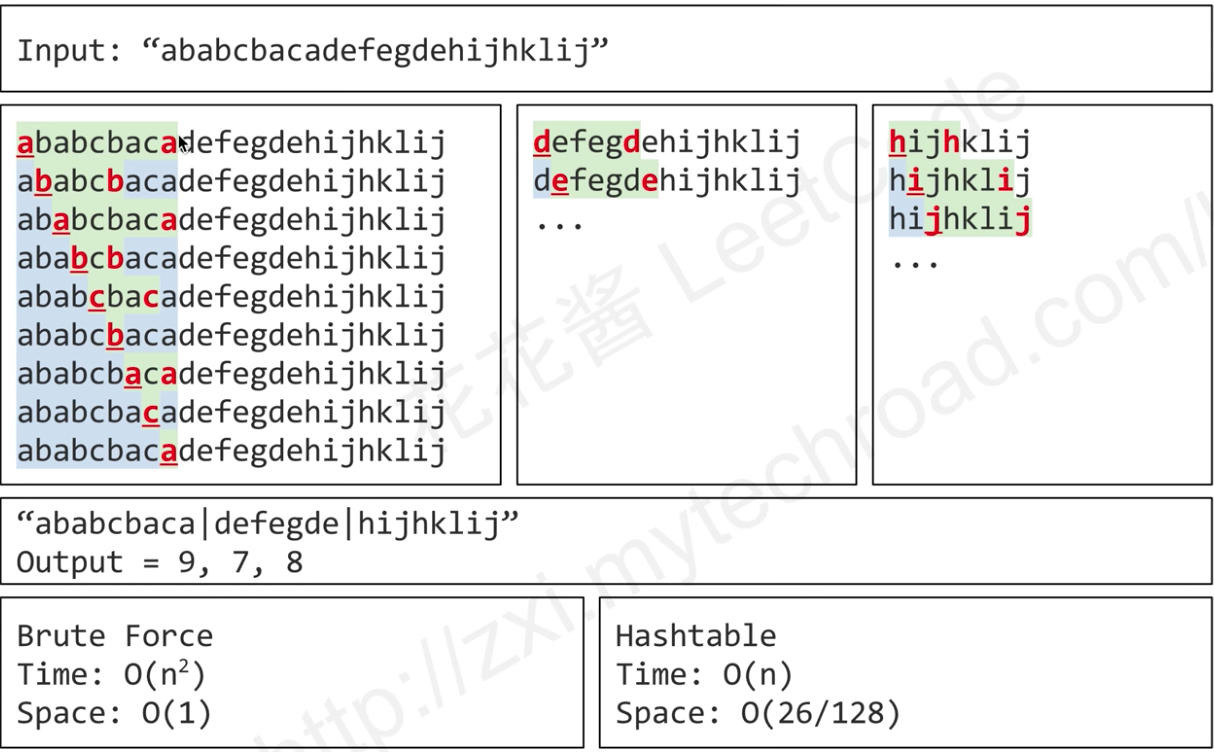 Input: “ababcbacadefegdehijhklij”
ababcbacadefegdehijhklij
ababcbacadefegdehijhklij
ababcbacadefegdehijhklij
ababcbacadefegdehijhklij
ababcbacadefegdehijhklij
ababcbacadefegdehijhklij
ababcbacadefegdehijhklij
ababcbacadefegdehijhklij
ababcbacadefegdehijhklij
defegdehijhklij
defegdehijhklij
...
hijhklij
hijhklij
hijhklij
...
“ababcbaca|defegde|hijhklij”
Output = 9, 7, 8
Brute Force
Time: O(n²)
Space: O(1)
Hashtable
Time: O(n)
Space: O(26/128)
花花酱 LeetCode
http://zxi.mytechroad.com/